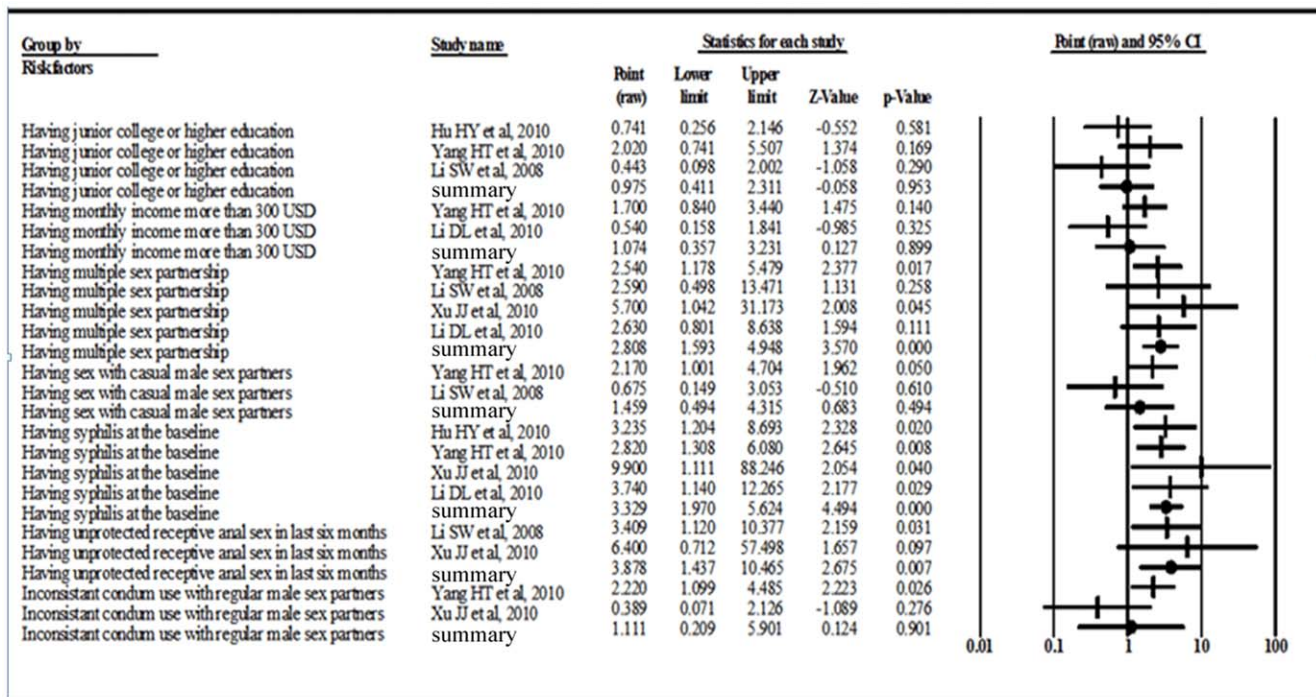 Group by Study name Statistics for each study Point (raw) and 95% CI
Riskfactors
Point Lower Upper
(raw) limit limit Z-Value p-Value
Having junior college or higher education Hu HY et al, 2010 0.741 0.256 2.146 -0.552 0.581
Having junior college or higher education Yang HT et al, 2010 2.020 0.741 5.507 1.374 0.169
Having junior college or higher education Li SW et al, 2008 0.443 0.098 2.002 -1.058 0.290
Having junior college or higher education summary 0.975 0.411 2.311 -0.058 0.953
Having monthly income more than 300 USD Yang HT et al, 2010 1.700 0.840 3.440 1.475 0.140
Having monthly income more than 300 USD Li DL et al, 2010 0.540 0.158 1.841 -0.985 0.325
Having monthly income more than 300 USD summary 1.074 0.357 3.231 0.127 0.899
Having multiple sex partnership Yang HT et al, 2010 2.540 1.178 5.479 2.377 0.017
Having multiple sex partnership Li SW et al, 2008 2.590 0.498 13.471 1.131 0.258
Having multiple sex partnership Xu JJ et al, 2010 5.700 1.042 31.173 2.008 0.045
Having multiple sex partnership Li DL et al, 2010 2.630 0.801 8.638 1.594 0.111
Having multiple sex partnership summary 2.808 1.593 4.948 3.570 0.000
Having sex with casual male sex partners Yang HT et al, 2010 2.170 1.001 4.704 1.962 0.050
Having sex with casual male sex partners Li SW et al, 2008 0.675 0.149 3.053 -0.510 0.610
Having sex with casual male sex partners summary 1.459 0.494 4.315 0.683 0.494
Having syphilis at the baseline Hu HY et al, 2010 3.235 1.204 8.693 2.328 0.020
Having syphilis at the baseline Yang HT et al, 2010 2.820 1.308 6.080 2.645 0.008
Having syphilis at the baseline Xu JJ et al, 2010 9.900 1.111 88.246 2.054 0.040
Having syphilis at the baseline Li DL et al, 2010 3.740 1.140 12.265 2.177 0.029
Having syphilis at the baseline summary 3.329 1.970 5.624 4.494 0.000
Having unprotected receptive anal sex in last six months Li SW et al, 2008 3.409 1.120 10.377 2.159 0.031
Having unprotected receptive anal sex in last six months Xu JJ et al, 2010 6.400 0.712 57.498 1.657 0.097
Having unprotected receptive anal sex in last six months summary 3.878 1.437 10.465 2.675 0.007
Inconsistant condum use with regular male sex partners Yang HT et al, 2010 2.220 1.099 4.485 2.223 0.026
Inconsistant condum use with regular male sex partners Xu JJ et al, 2010 0.389 0.071 2.126 -1.089 0.276
Inconsistant condum use with regular male sex partners summary 1.111 0.209 5.901 0.124 0.901
0.01 0.1 1 10 100